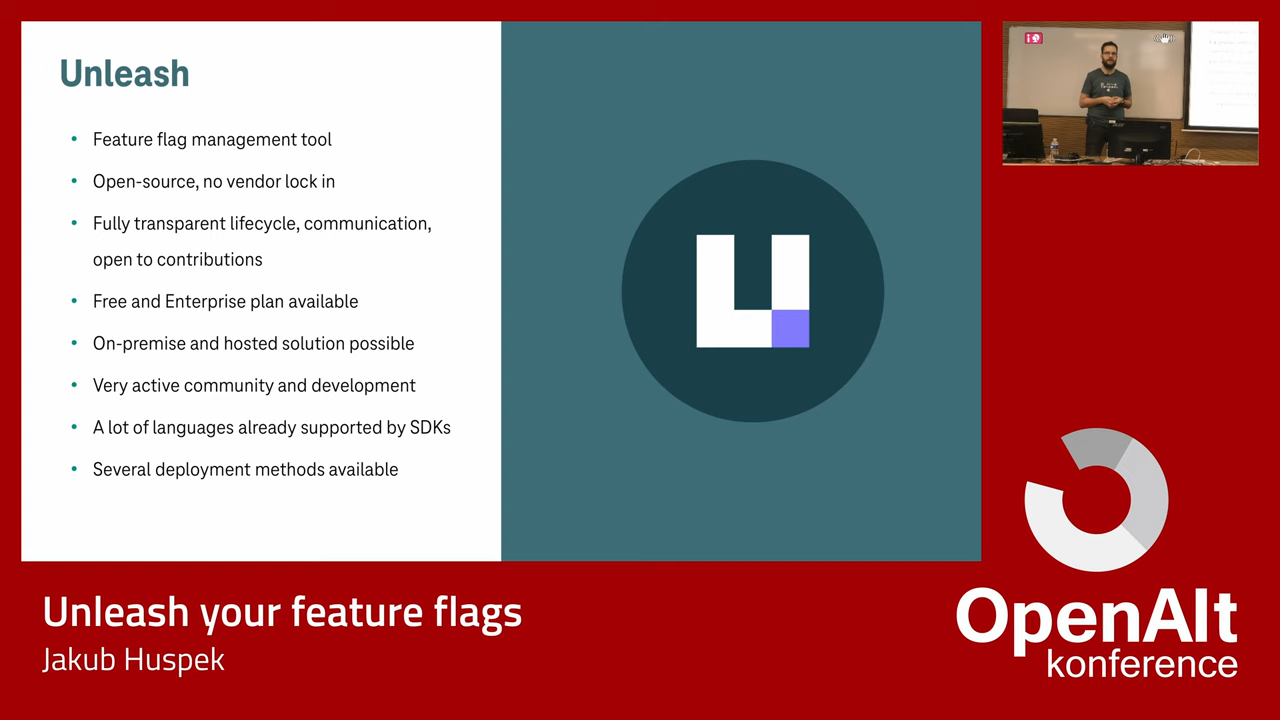 Unleash
• Feature flag management tool
• Open-source, no vendor lock in
• Fully transparent lifecycle, communication,
open to contributions
• Free and Enterprise plan available
• On-premise and hosted solution possible
• Very active community and development
• A lot of languages already supported by SDKs
• Several deployment methods available
Unleash your feature flags
Jakub Huspek
OpenAlt
konference